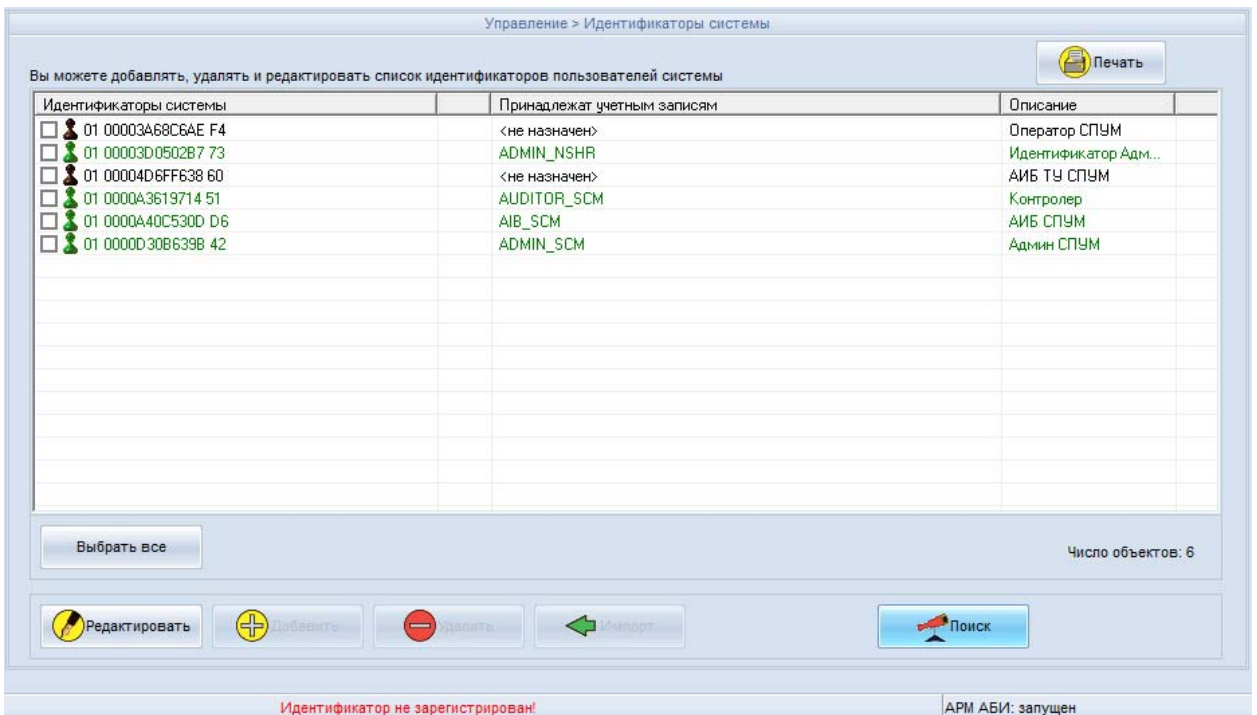 Управление > Идентификаторы системы
Печать
Вы можете добавлять, удалять и редактировать список идентификаторов пользователей системы
Идентификаторы системы Принадлежат учетным записям Описание
01 00003A68C6AE F4 <не назначен> Оператор СПУМ
01 00003D0502B7 73 ADMIN_NSHR Идентификатор Адм...
01 00004D6FF638 60 <не назначен> АИБ ТУ СПУМ
01 0000A3619714 51 AUDITOR_SCM Контролер
01 0000A40C530D D6 AIB_SCM АИБ СПУМ
01 0000D30B639B 42 ADMIN_SCM Админ СПУМ
Выбрать все Число объектов: 6
Редактировать Добавить Удалить Импорт Поиск
Идентификатор не зарегистрирован! АРМ АБИ: запущен